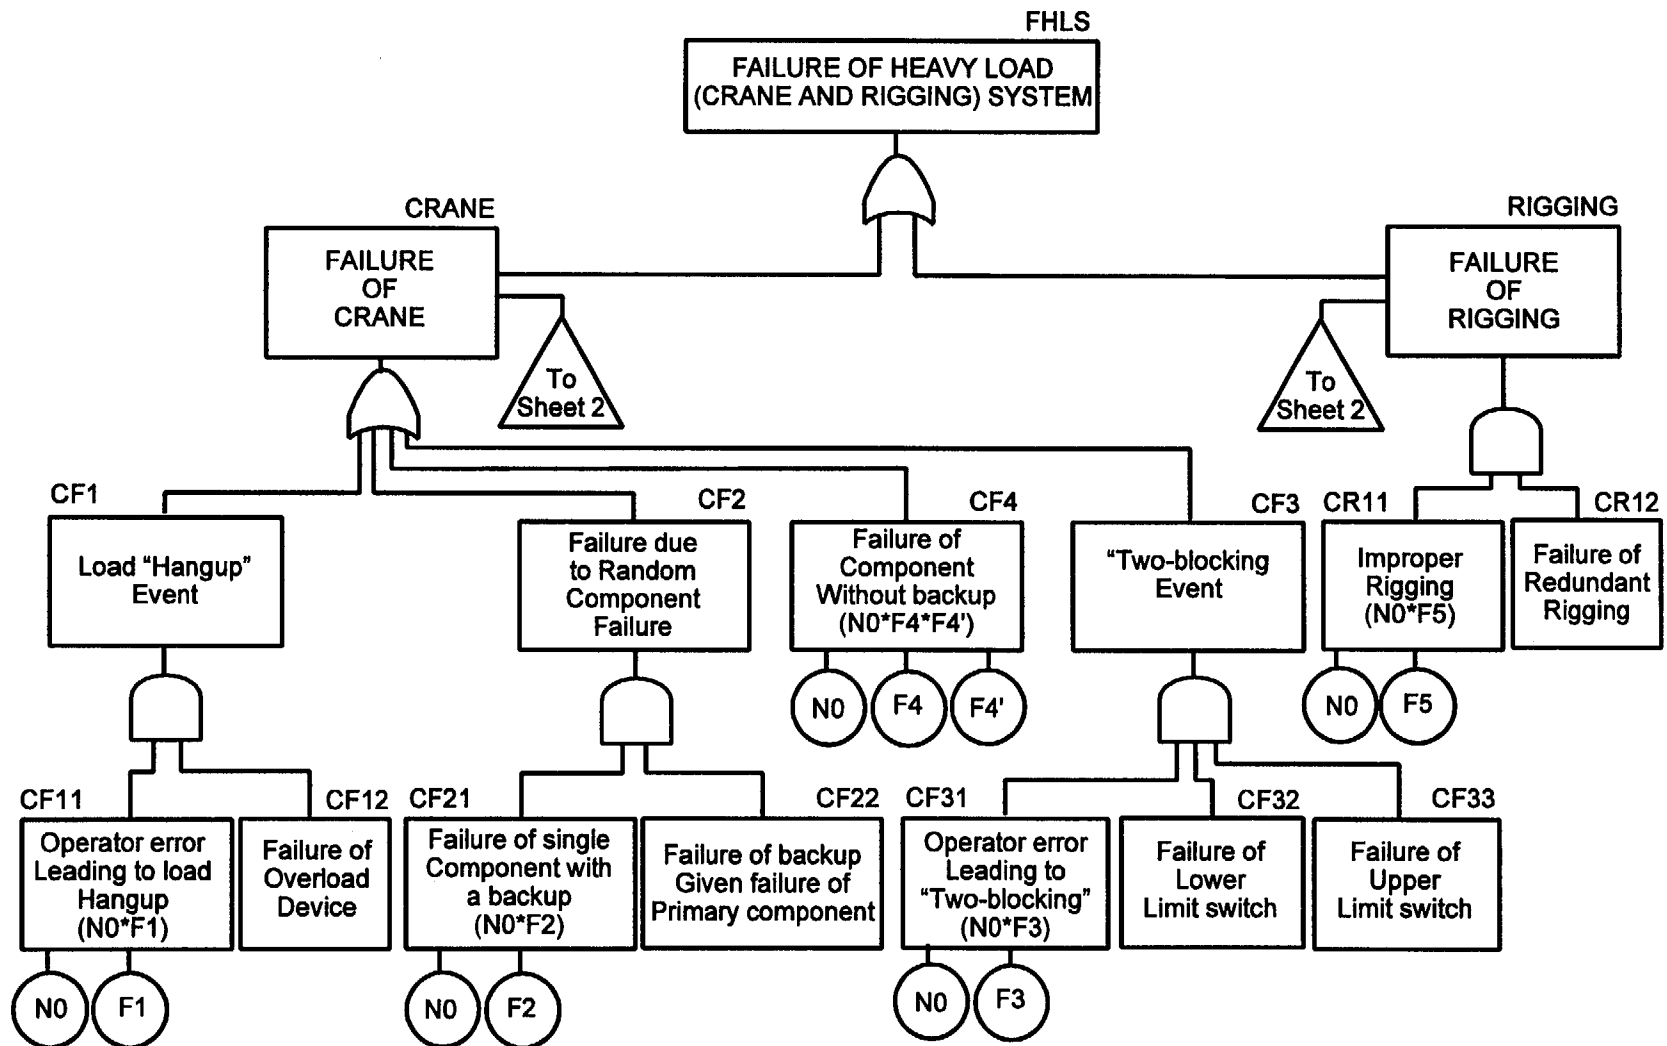 FHLS
FAILURE OF HEAVY LOAD
(CRANE AND RIGGING) SYSTEM
CRANE
FAILURE
OF
CRANE
To
Sheet 2
RIGGING
FAILURE
OF
RIGGING
To
Sheet 2
CF1
Load “Hangup”
Event
CF2
Failure due
to Random
Component
Failure
CF4
Failure of
Component
Without backup
(N0*F4*F4')
N0
F4
F4'
CF3
“Two-blocking
Event
CR11
Improper
Rigging
(N0*F5)
N0
F5
CR12
Failure of
Redundant
Rigging
CF11
Operator error
Leading to load
Hangup
(N0*F1)
N0
F1
CF12
Failure of
Overload
Device
CF21
Failure of single
Component with
a backup
(N0*F2)
N0
F2
CF22
Failure of backup
Given failure of
Primary component
CF31
Operator error
Leading to
“Two-blocking”
(N0*F3)
N0
F3
CF32
Failure of
Lower
Limit switch
CF33
Failure of
Upper
Limit switch